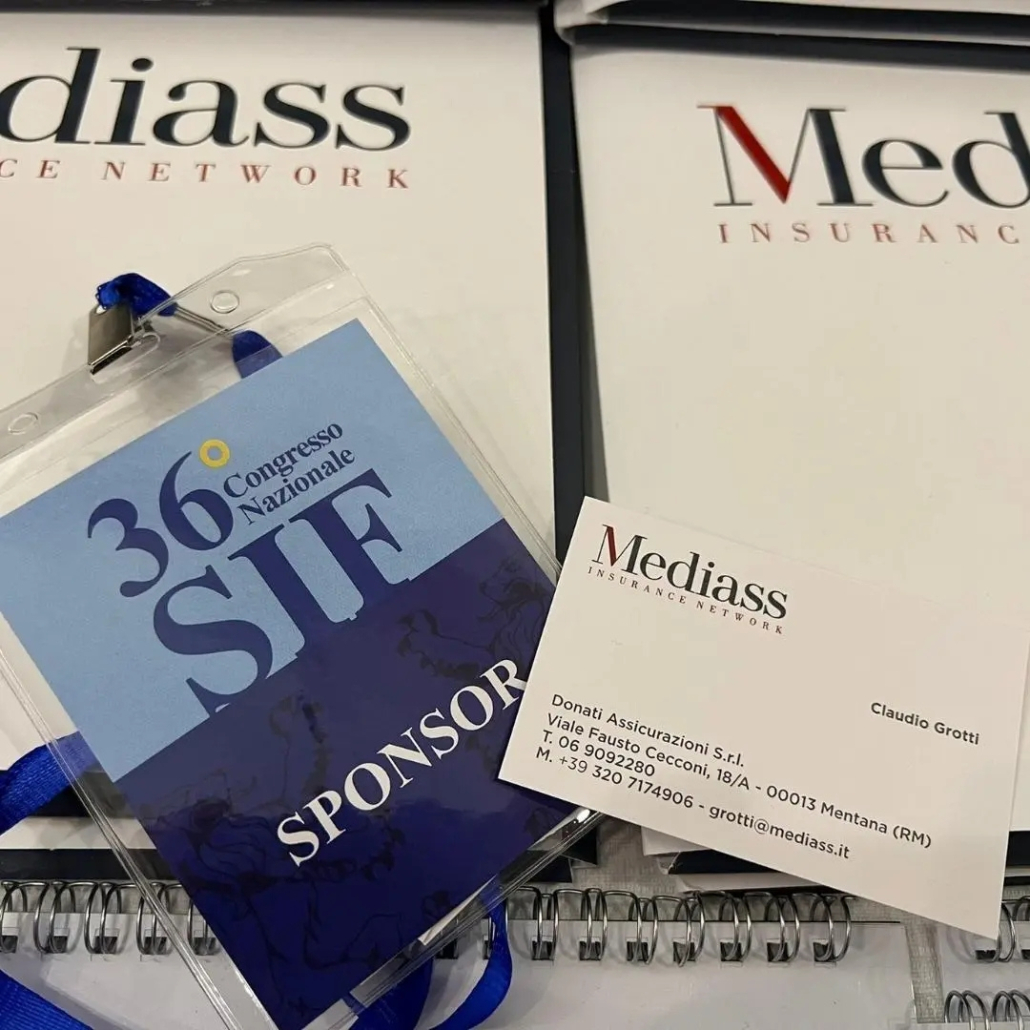 diass
CE NETWORK
Med
INSURANC
36° Congresso
Nazionale
SIF
SPONSOR
Mediass
INSURANCE NETWORK
Claudio Grotti
Donati Assicurazioni S.r.l.
Viale Fausto Cecconi, 18/A - 00013 Mentana (RM)
T. 06 9092280
M. +39 320 7174906 - grotti@mediass.it